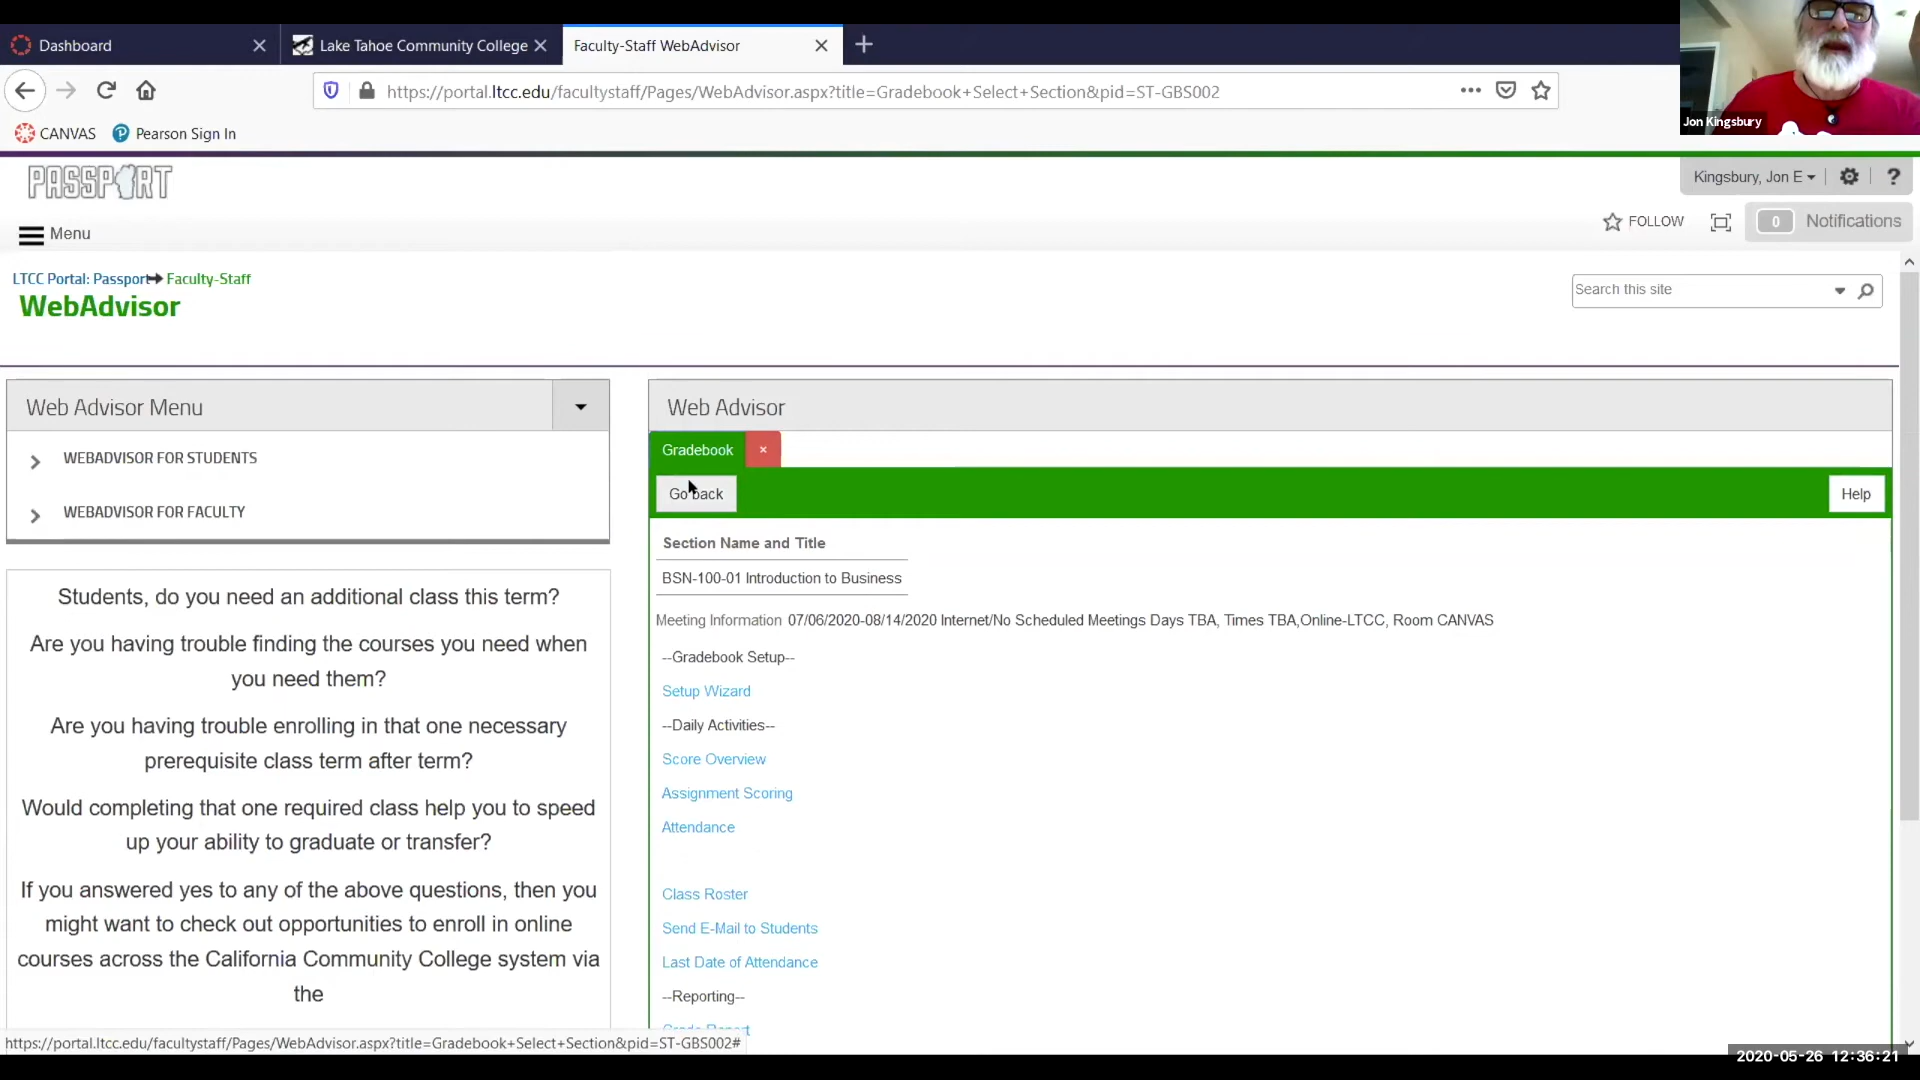 Dashboard
Lake Tahoe Community College
Faculty-Staff WebAdvisor
https://portal.ltcc.edu/facultystaff/Pages/WebAdvisor.aspx?title=Gradebook+Select+Section&pid=ST-GBS002
CANVAS
Pearson Sign In
Jon Kingsbury
PASSPORT
Kingsbury, Jon E
?
Menu
FOLLOW
0
Notifications
LTCC Portal: Passport
Faculty-Staff
WebAdvisor
Search this site
Web Advisor Menu
WEBADVISOR FOR STUDENTS
WEBADVISOR FOR FACULTY
Students, do you need an additional class this term?
Are you having trouble finding the courses you need when
you need them?
Are you having trouble enrolling in that one necessary
prerequisite class term after term?
Would completing that one required class help you to speed
up your ability to graduate or transfer?
If you answered yes to any of the above questions, then you
might want to check out opportunities to enroll in online
courses across the California Community College system via
the
Web Advisor
Gradebook
×
Go back
Help
Section Name and Title
BSN-100-01 Introduction to Business
Meeting Information 07/06/2020-08/14/2020 Internet/No Scheduled Meetings Days TBA, Times TBA,Online-LTCC, Room CANVAS
--Gradebook Setup--
Setup Wizard
--Daily Activities--
Score Overview
Assignment Scoring
Attendance
Class Roster
Send E-Mail to Students
Last Date of Attendance
--Reporting--
Grade Report
https://portal.ltcc.edu/facultystaff/Pages/WebAdvisor.aspx?title=Gradebook+Select+Section&pid=ST-GBS002#
2020-05-26 12:36:21